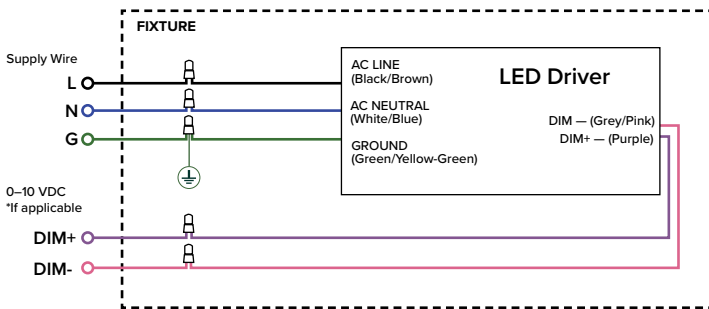 FIXTURE
Supply Wire
L
N
G
AC LINE
(Black/Brown)
AC NEUTRAL
(White/Blue)
GROUND
(Green/Yellow-Green)
LED Driver
DIM — (Grey/Pink)
DIM+ — (Purple)
0–10 VDC
*If applicable
DIM+
DIM-